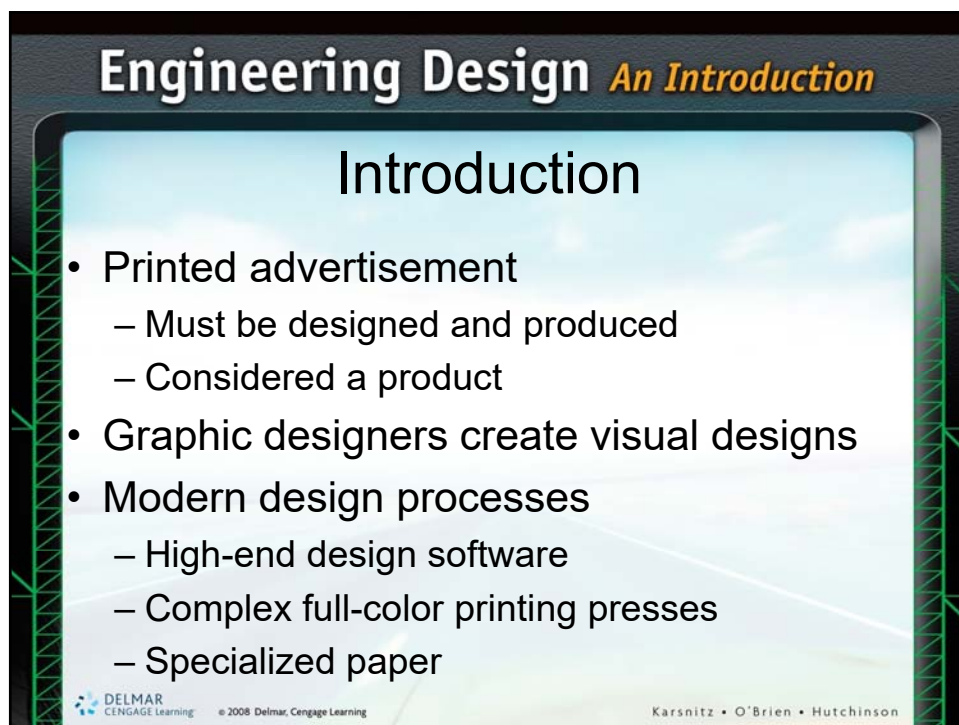 Engineering Design An Introduction
Introduction
• Printed advertisement
– Must be designed and produced
– Considered a product
• Graphic designers create visual designs
• Modern design processes
– High-end design software
– Complex full-color printing presses
– Specialized paper
DELMAR
CENGAGE Learning © 2008 Delmar, Cengage Learning
Karsnitz • O'Brien • Hutchinson